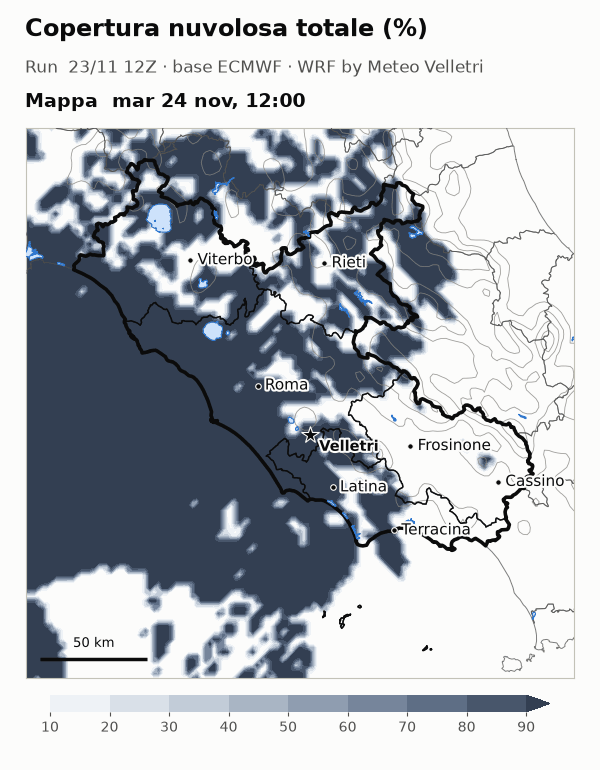 Copertura nuvolosa totale (%)
Run  23/11 12Z · base ECMWF · WRF by Meteo Velletri
Mappa  mar 24 nov, 12:00
Viterbo
Rieti
Roma
Velletri
Frosinone
Cassino
Latina
Terracina
50 km
10 20 30 40 50 60 70 80 90